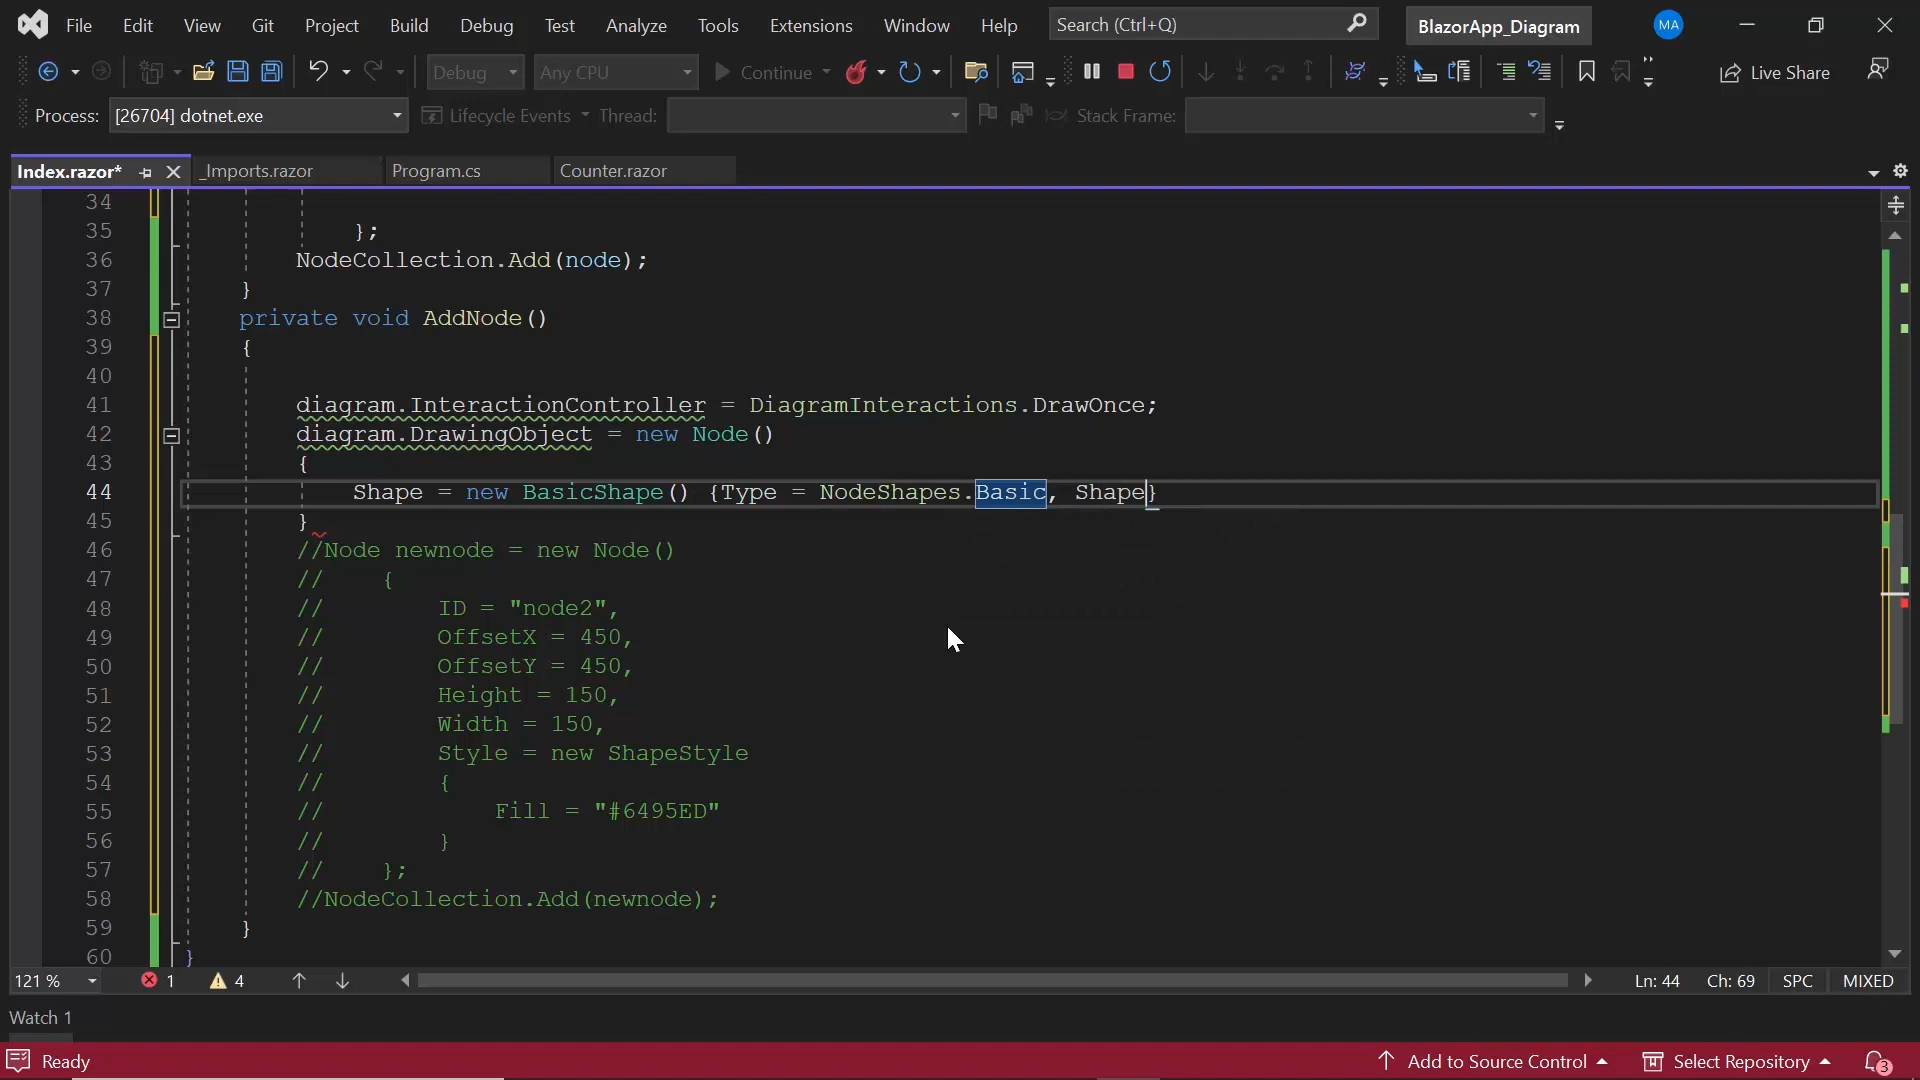 File Edit View Git Project Build Debug Test Analyze Tools Extensions Window Help Search (Ctrl+Q) BlazorApp_Diagram MA
Debug Any CPU Continue Live Share
Process: [26704] dotnet.exe Lifecycle Events Thread: Stack Frame:
Index.razor* _Imports.razor Program.cs Counter.razor
34
35 };
36 NodeCollection.Add(node);
37 }
38 private void AddNode()
39 {
40
41 diagram.InteractionController = DiagramInteractions.DrawOnce;
42 diagram.DrawingObject = new Node()
43 {
44 Shape = new BasicShape() {Type = NodeShapes.Basic, Shape}
45 }
46 //Node newnode = new Node()
47 // {
48 // ID = "node2",
49 // OffsetX = 450,
50 // OffsetY = 450,
51 // Height = 150,
52 // Width = 150,
53 // Style = new ShapeStyle
54 // {
55 // Fill = "#6495ED"
56 // }
57 // };
58 //NodeCollection.Add(newnode);
59 }
60 }
121 % 1 4 Ln: 44 Ch: 69 SPC MIXED
Watch 1
Ready Add to Source Control Select Repository 3